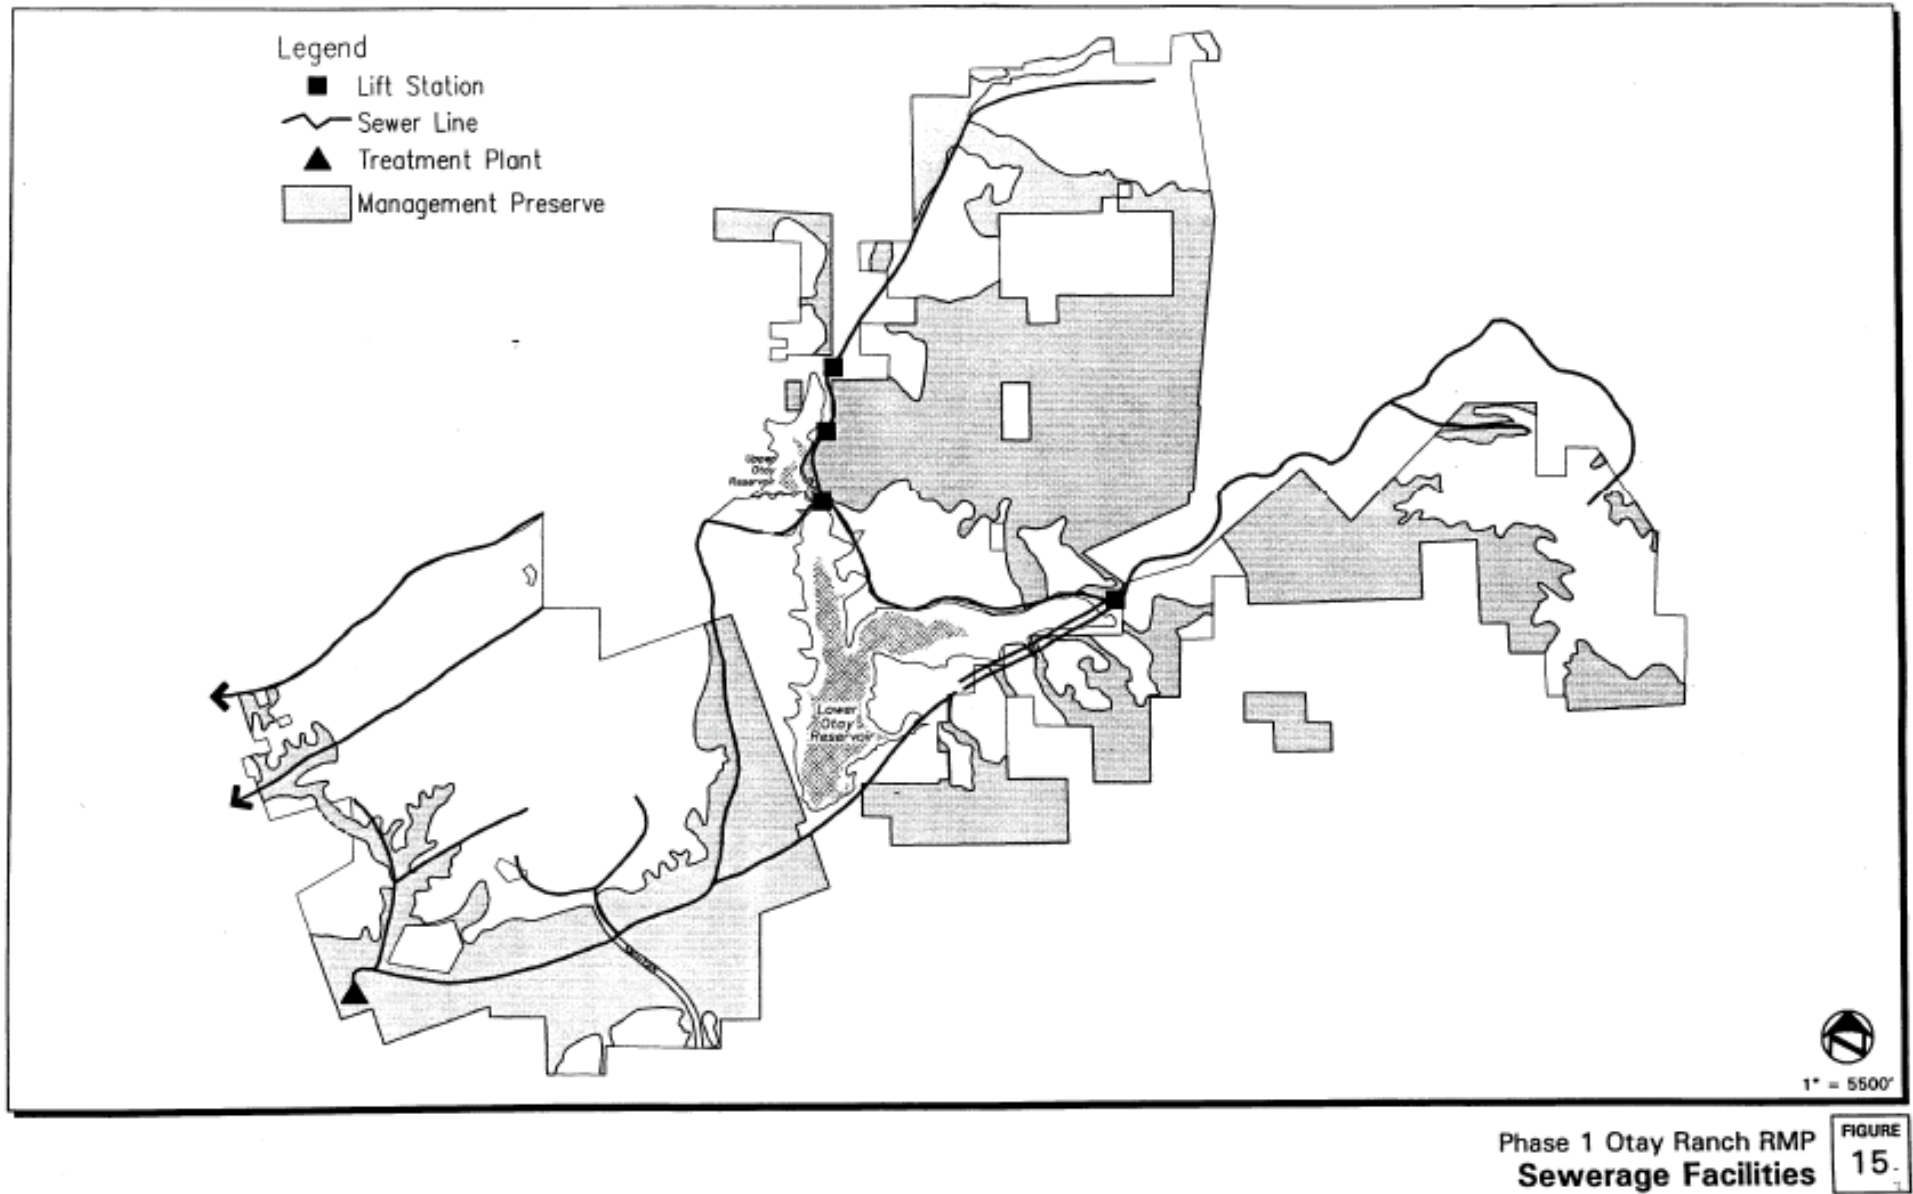 Legend
Lift Station
Sewer Line
Treatment Plant
Management Preserve
Upper
Otay
Reservoir
Lower
Otay
Reservoir
1" = 5500'
Phase 1 Otay Ranch RMP
Sewerage Facilities
FIGURE
15